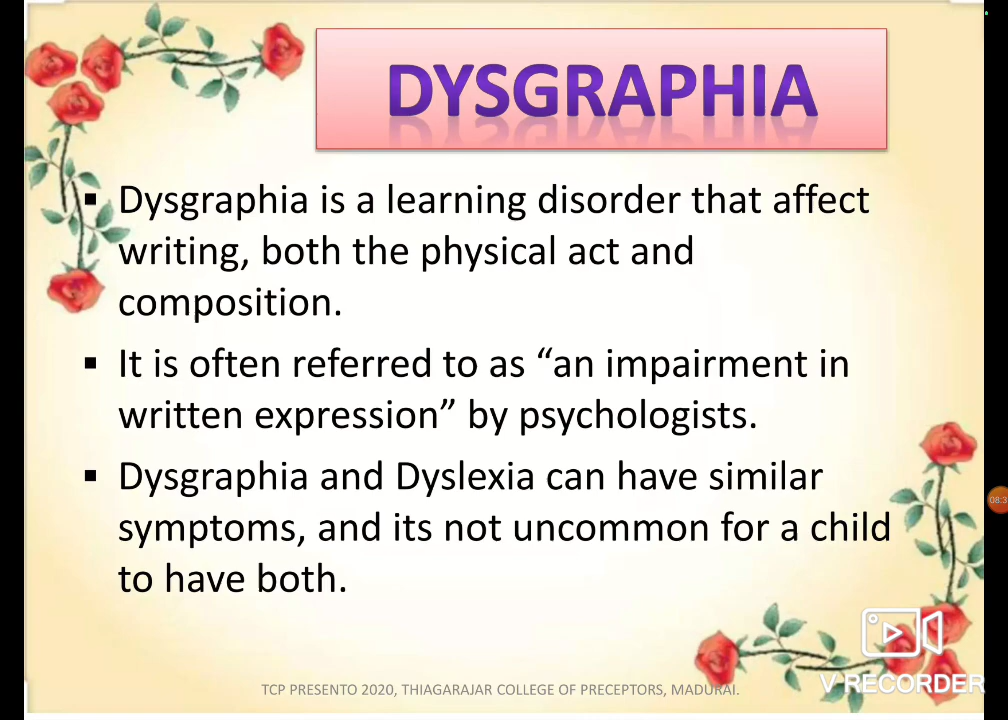 DYSGRAPHIA
▪ Dysgraphia is a learning disorder that affect
writing, both the physical act and
composition.
▪ It is often referred to as “an impairment in
written expression” by psychologists.
▪ Dysgraphia and Dyslexia can have similar
symptoms, and its not uncommon for a child
to have both.
08:3
TCP PRESENTO 2020, THIAGARAJAR COLLEGE OF PRECEPTORS, MADURAI.
V RECORDER